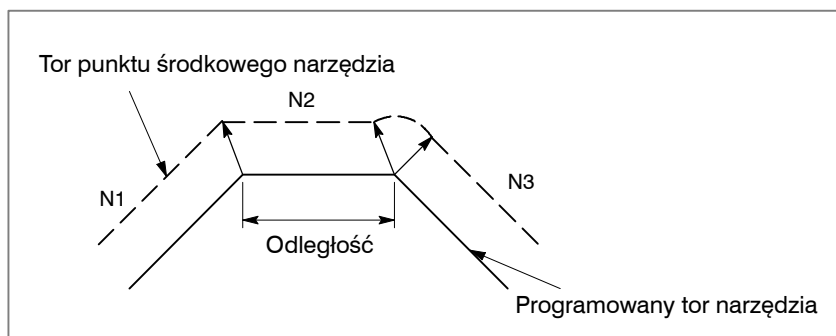 Tor punktu środkowego narzędzia
N2
N1
N3
Odległość
Programowany tor narzędzia